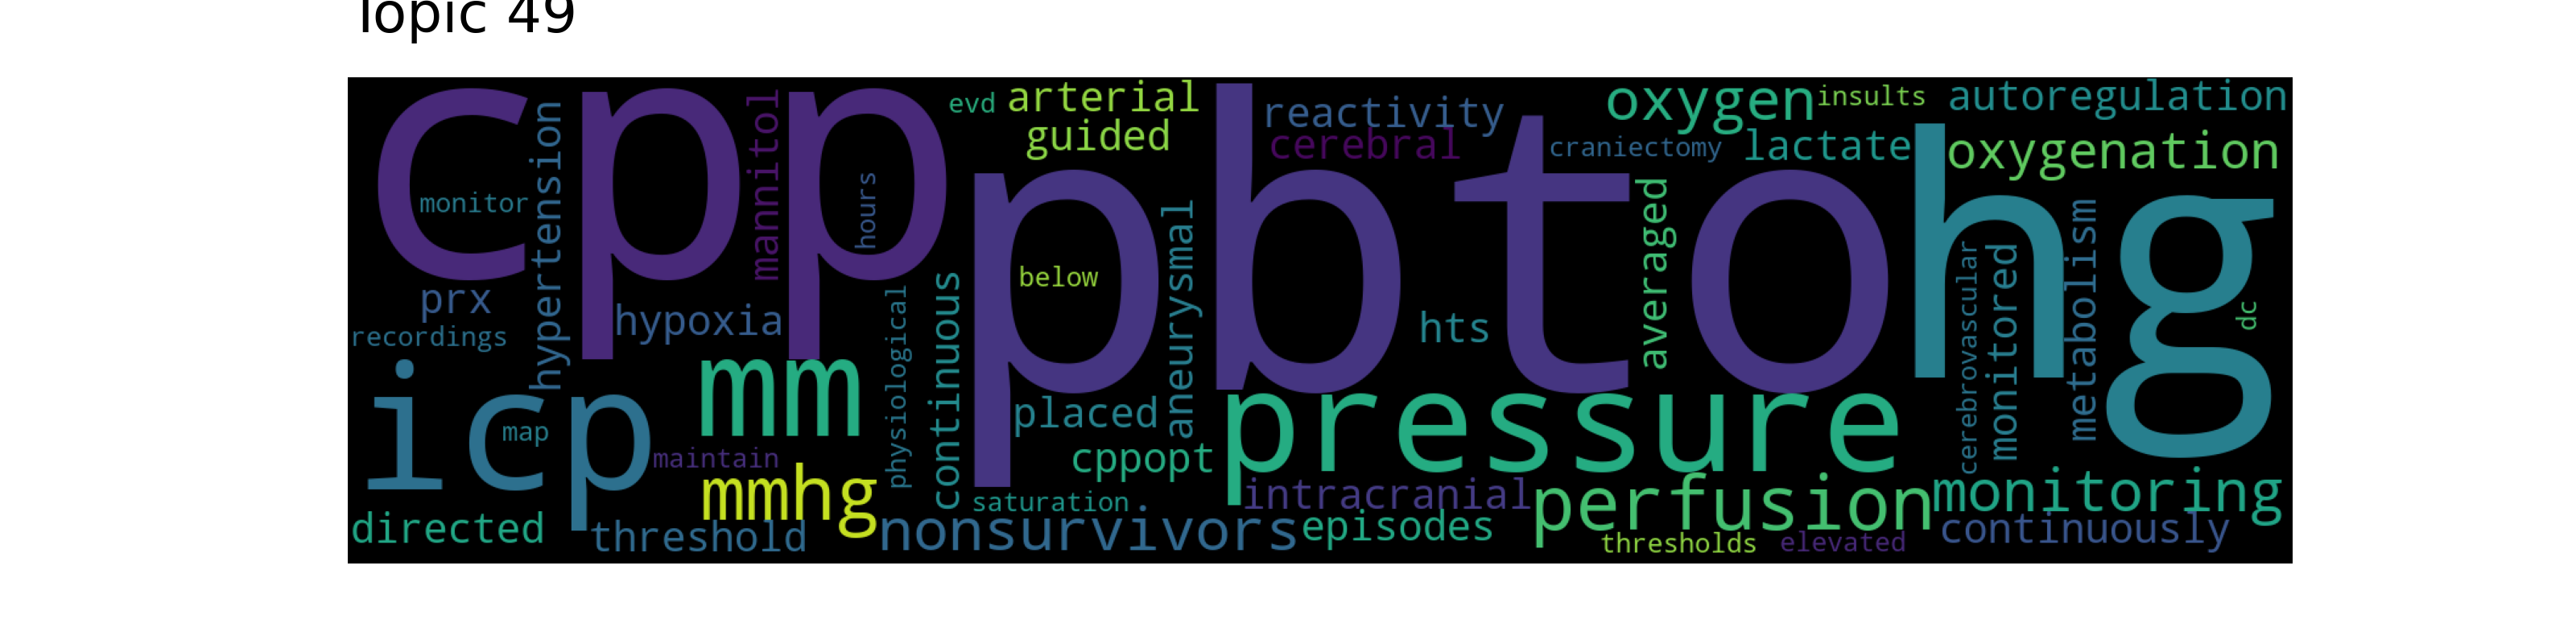 Topic 49
cpp
pbto
hg
icp
mm
pressure
mmhg
perfusion
monitoring
nonsurvivors
oxygen
oxygenation
arterial
guided
evd
reactivity
cerebral
insults
autoregulation
craniectomy
lactate
monitor
hypertension
mannitol
hours
below
aneurysmal
averaged
hts
cerebrovascular
monitored
metabolism
dc
prx
recordings
hypoxia
physiological
continuous
map
maintain
placed
cppopt
saturation
intracranial
episodes
directed
threshold
thresholds
elevated
continuously